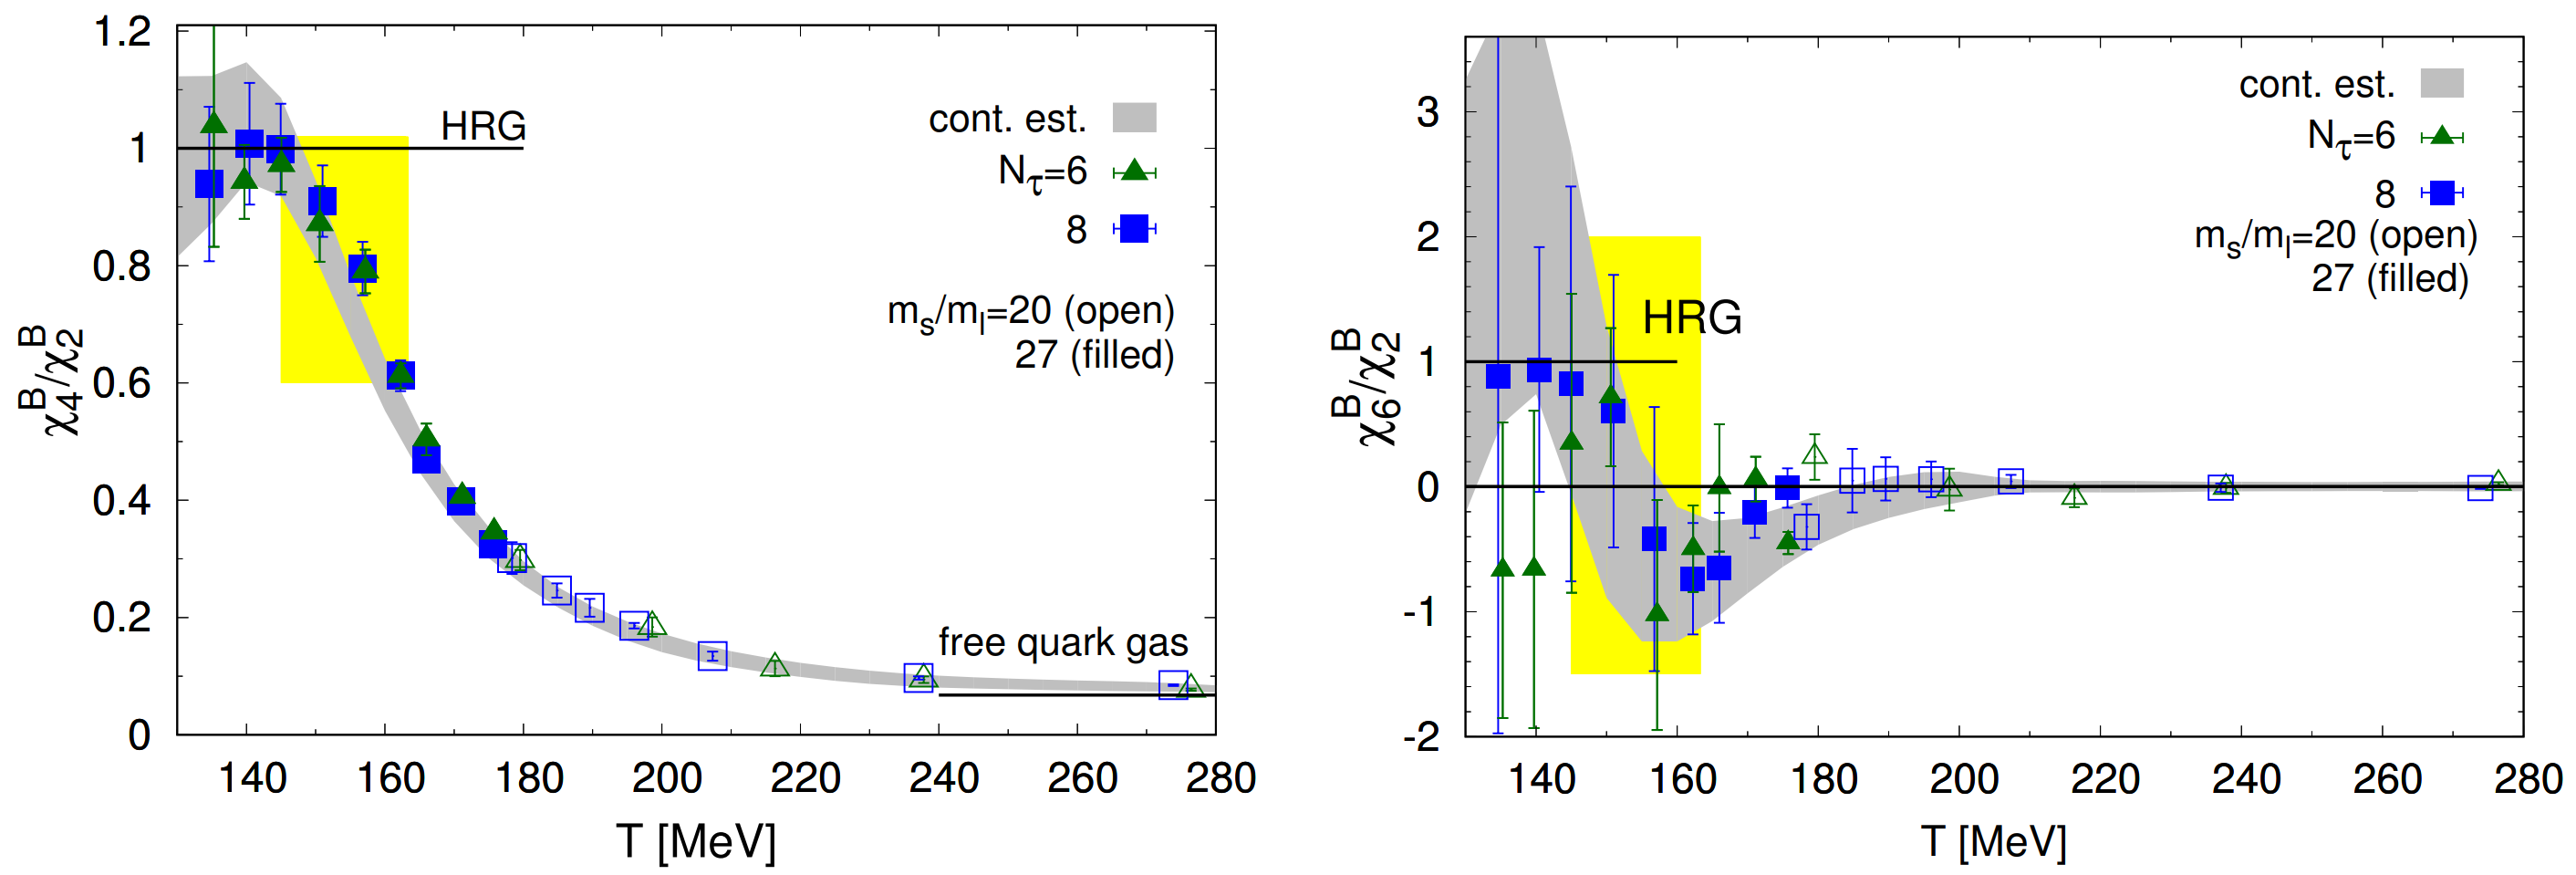 1.2
1
0.8
0.6
0.4
0.2
0
χ₄ᴮ/χ₂ᴮ
HRG
cont. est.
Nτ=6
8
mₛ/mₗ=20 (open)
27 (filled)
free quark gas
140 160 180 200 220 240 260 280
T [MeV]
3
2
1
0
-1
-2
χ₆ᴮ/χ₂ᴮ
cont. est.
Nτ=6
8
mₛ/mₗ=20 (open)
27 (filled)
HRG
140 160 180 200 220 240 260 280
T [MeV]